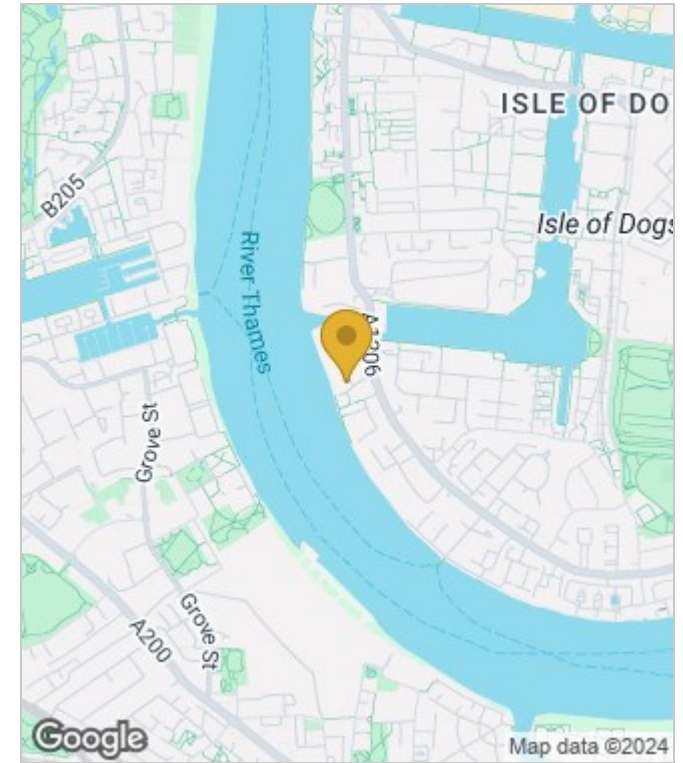 ISLE OF DO
B205
Isle of Dogs
River Thames
A1206
Grove St
Grove St
A200
Google
Map data ©2024